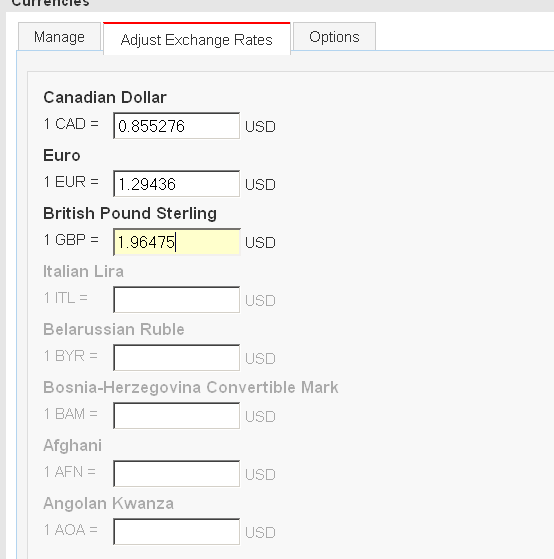 Currencies
Manage Adjust Exchange Rates Options
Canadian Dollar
1 CAD = 0.855276 USD
Euro
1 EUR = 1.29436 USD
British Pound Sterling
1 GBP = 1.96475 USD
Italian Lira
1 ITL = USD
Belarussian Ruble
1 BYR = USD
Bosnia-Herzegovina Convertible Mark
1 BAM = USD
Afghani
1 AFN = USD
Angolan Kwanza
1 AOA = USD